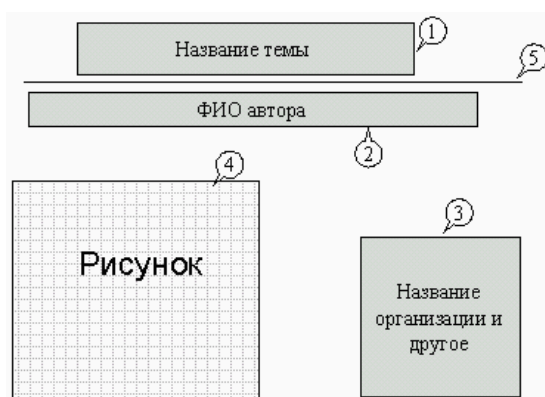 Название темы
1
5
ФИО автора
2
4
3
Рисунок
Название
организации и
другое